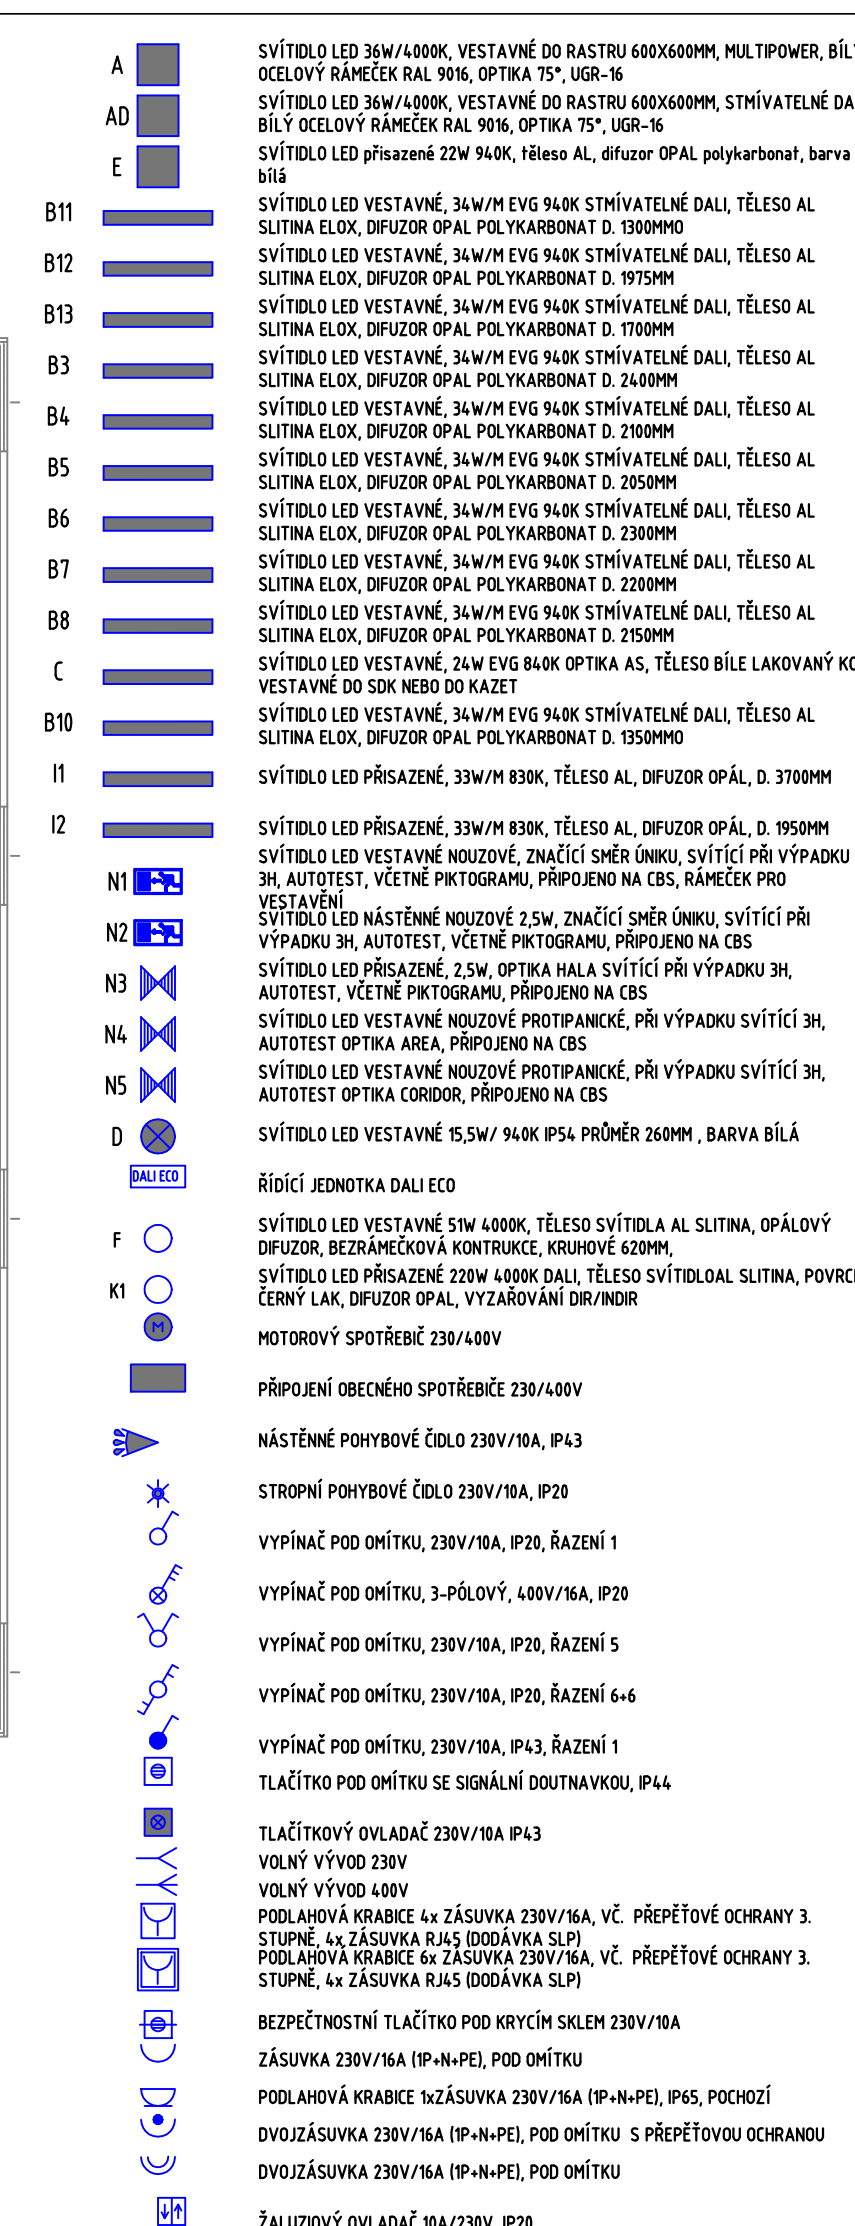 A SVÍTIDLO LED 36W/4000K, VESTAVNÉ DO RASTRU 600X600MM, MULTIPOWER,
OCELOVÝ RÁMEČEK RAL 9016, OPTIKA 75°, UGR-16
AD SVÍTIDLO LED 36W/4000K, VESTAVNÉ DO RASTRU 600X600MM, STMÍVATELNÉ
BÍLÝ OCELOVÝ RÁMEČEK RAL 9016, OPTIKA 75°, UGR-16
E SVÍTIDLO LED přisazené 22W 940K, těleso AL, difuzor OPAL polykarbonat, barva
bílá
B11 SVÍTIDLO LED VESTAVNÉ, 34W/M EVG 940K STMÍVATELNÉ DALI, TĚLESO AL
SLITINA ELOX, DIFUZOR OPAL POLYKARBONAT D. 1300MMO
B12 SVÍTIDLO LED VESTAVNÉ, 34W/M EVG 940K STMÍVATELNÉ DALI, TĚLESO AL
SLITINA ELOX, DIFUZOR OPAL POLYKARBONAT D. 1975MM
B13 SVÍTIDLO LED VESTAVNÉ, 34W/M EVG 940K STMÍVATELNÉ DALI, TĚLESO AL
SLITINA ELOX, DIFUZOR OPAL POLYKARBONAT D. 1700MM
B3 SVÍTIDLO LED VESTAVNÉ, 34W/M EVG 940K STMÍVATELNÉ DALI, TĚLESO AL
SLITINA ELOX, DIFUZOR OPAL POLYKARBONAT D. 2400MM
B4 SVÍTIDLO LED VESTAVNÉ, 34W/M EVG 940K STMÍVATELNÉ DALI, TĚLESO AL
SLITINA ELOX, DIFUZOR OPAL POLYKARBONAT D. 2100MM
B5 SVÍTIDLO LED VESTAVNÉ, 34W/M EVG 940K STMÍVATELNÉ DALI, TĚLESO AL
SLITINA ELOX, DIFUZOR OPAL POLYKARBONAT D. 2050MM
B6 SVÍTIDLO LED VESTAVNÉ, 34W/M EVG 940K STMÍVATELNÉ DALI, TĚLESO AL
SLITINA ELOX, DIFUZOR OPAL POLYKARBONAT D. 2300MM
B7 SVÍTIDLO LED VESTAVNÉ, 34W/M EVG 940K STMÍVATELNÉ DALI, TĚLESO AL
SLITINA ELOX, DIFUZOR OPAL POLYKARBONAT D. 2200MM
B8 SVÍTIDLO LED VESTAVNÉ, 34W/M EVG 940K STMÍVATELNÉ DALI, TĚLESO AL
SLITINA ELOX, DIFUZOR OPAL POLYKARBONAT D. 2150MM
C SVÍTIDLO LED VESTAVNÉ, 24W EVG 840K OPTIKA AS, TĚLESO BÍLE LAKOVANÝ
VESTAVNÉ DO SDK NEBO DO KAZET
B10 SVÍTIDLO LED VESTAVNÉ, 34W/M EVG 940K STMÍVATELNÉ DALI, TĚLESO AL
SLITINA ELOX, DIFUZOR OPAL POLYKARBONAT D. 1350MMO
I1 SVÍTIDLO LED PŘISAZENÉ, 33W/M 830K, TĚLESO AL, DIFUZOR OPÁL, D. 3700MM
I2 SVÍTIDLO LED PŘISAZENÉ, 33W/M 830K, TĚLESO AL, DIFUZOR OPÁL, D. 1950MM
N1 SVÍTIDLO LED VESTAVNÉ NOUZOVÉ, ZNAČÍCÍ SMĚR ÚNIKU, SVÍTÍCÍ PŘI VÝPADKU
3H, AUTOTEST, VČETNĚ PIKTOGRAMU, PŘIPOJENO NA CBS, RÁMEČEK PRO
VESTAVĚNÍ
N2 SVÍTIDLO LED NÁSTĚNNÉ NOUZOVÉ 2,5W, ZNAČÍCÍ SMĚR ÚNIKU, SVÍTÍCÍ PŘI
VÝPADKU 3H, AUTOTEST, VČETNĚ PIKTOGRAMU, PŘIPOJENO NA CBS
N3 SVÍTIDLO LED PŘISAZENÉ, 2,5W, OPTIKA HALA SVÍTÍCÍ PŘI VÝPADKU 3H,
AUTOTEST, VČETNĚ PIKTOGRAMU, PŘIPOJENO NA CBS
N4 SVÍTIDLO LED VESTAVNÉ NOUZOVÉ PROTIPANICKÉ, PŘI VÝPADKU SVÍTÍCÍ 3H,
AUTOTEST OPTIKA AREA, PŘIPOJENO NA CBS
N5 SVÍTIDLO LED VESTAVNÉ NOUZOVÉ PROTIPANICKÉ, PŘI VÝPADKU SVÍTÍCÍ 3H,
AUTOTEST OPTIKA CORIDOR, PŘIPOJENO NA CBS
D SVÍTIDLO LED VESTAVNÉ 15,5W/ 940K IP54 PRŮMĚR 260MM , BARVA BÍLÁ
DALI ECO ŘÍDÍCÍ JEDNOTKA DALI ECO
F SVÍTIDLO LED VESTAVNÉ 51W 4000K, TĚLESO SVÍTIDLA AL SLITINA, OPÁLOVÝ
DIFUZOR, BEZRÁMEČKOVÁ KONTRUKCE, KRUHOVÉ 620MM,
K1 SVÍTIDLO LED PŘISAZENÉ 220W 4000K DALI, TĚLESO SVÍTIDLOAL SLITINA,
ČERNÝ LAK, DIFUZOR OPAL, VYZAŘOVÁNÍ DIR/INDIR
M MOTOROVÝ SPOTŘEBIČ 230/400V
PŘIPOJENÍ OBECNÉHO SPOTŘEBIČE 230/400V
NÁSTĚNNÉ POHYBOVÉ ČIDLO 230V/10A, IP43
STROPNÍ POHYBOVÉ ČIDLO 230V/10A, IP20
VYPÍNAČ POD OMÍTKU, 230V/10A, IP20, ŘAZENÍ 1
VYPÍNAČ POD OMÍTKU, 3-PÓLOVÝ, 400V/16A, IP20
VYPÍNAČ POD OMÍTKU, 230V/10A, IP20, ŘAZENÍ 5
VYPÍNAČ POD OMÍTKU, 230V/10A, IP20, ŘAZENÍ 6+6
VYPÍNAČ POD OMÍTKU, 230V/10A, IP43, ŘAZENÍ 1
TLAČÍTKO POD OMÍTKU SE SIGNÁLNÍ DOUTNAVKOU, IP44
TLAČÍTKOVÝ OVLADAČ 230V/10A IP43
VOLNÝ VÝVOD 230V
VOLNÝ VÝVOD 400V
PODLAHOVÁ KRABICE 4x ZÁSUVKA 230V/16A, VČ. PŘEPĚŤOVÉ OCHRANY 3.
STUPNĚ, 4x ZÁSUVKA RJ45 (DODÁVKA SLP)
PODLAHOVÁ KRABICE 6x ZÁSUVKA 230V/16A, VČ. PŘEPĚŤOVÉ OCHRANY 3.
STUPNĚ, 4x ZÁSUVKA RJ45 (DODÁVKA SLP)
BEZPEČTNOSTNÍ TLAČÍTKO POD KRYCÍM SKLEM 230V/10A
ZÁSUVKA 230V/16A (1P+N+PE), POD OMÍTKU
PODLAHOVÁ KRABICE 1xZÁSUVKA 230V/16A (1P+N+PE), IP65, POCHOZÍ
DVOJZÁSUVKA 230V/16A (1P+N+PE), POD OMÍTKU S PŘEPĚŤOVOU OCHRANOU
DVOJZÁSUVKA 230V/16A (1P+N+PE), POD OMÍTKU
ŽALUZIOVÝ OVLADAČ 10A/230V, IP20